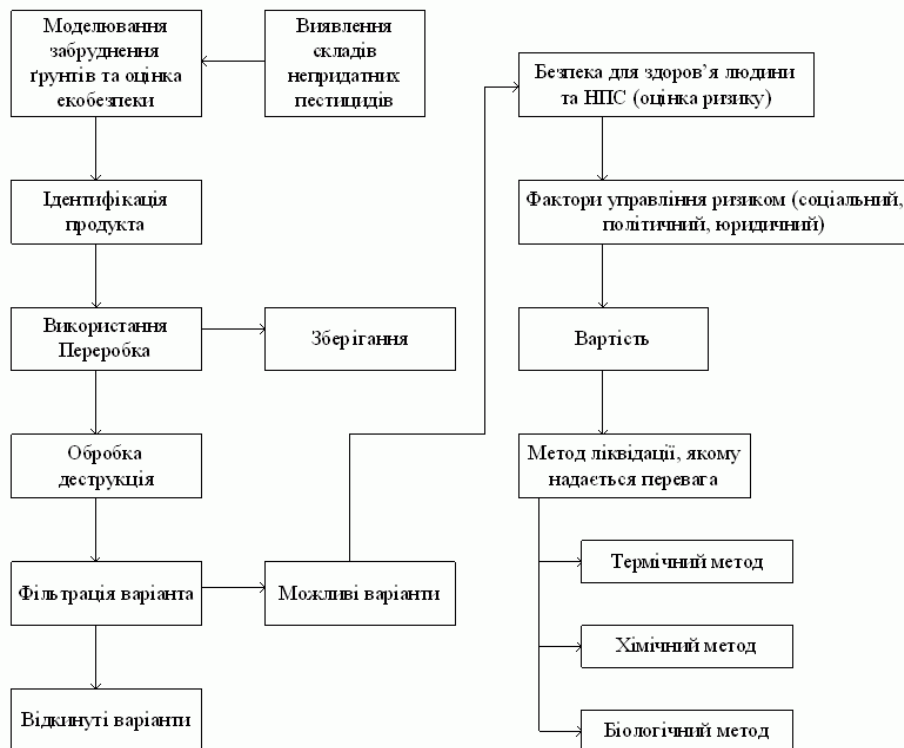 Моделювання
забруднення
ґрунтів та оцінка
екобезпеки
Виявлення
складів
непридатних
пестицидів
Ідентифікація
продукта
Використання
Переробка
Зберігання
Обробка
деструкція
Фільтрація варіанта
Можливі варіанти
Відкинуті варіанти
Безпека для здоров’я людини
та НПС (оцінка ризику)
Фактори управління ризиком (соціальний,
політичний, юридичний)
Вартість
Метод ліквідації, якому
надається перевага
Термічний метод
Хімічний метод
Біологічний метод